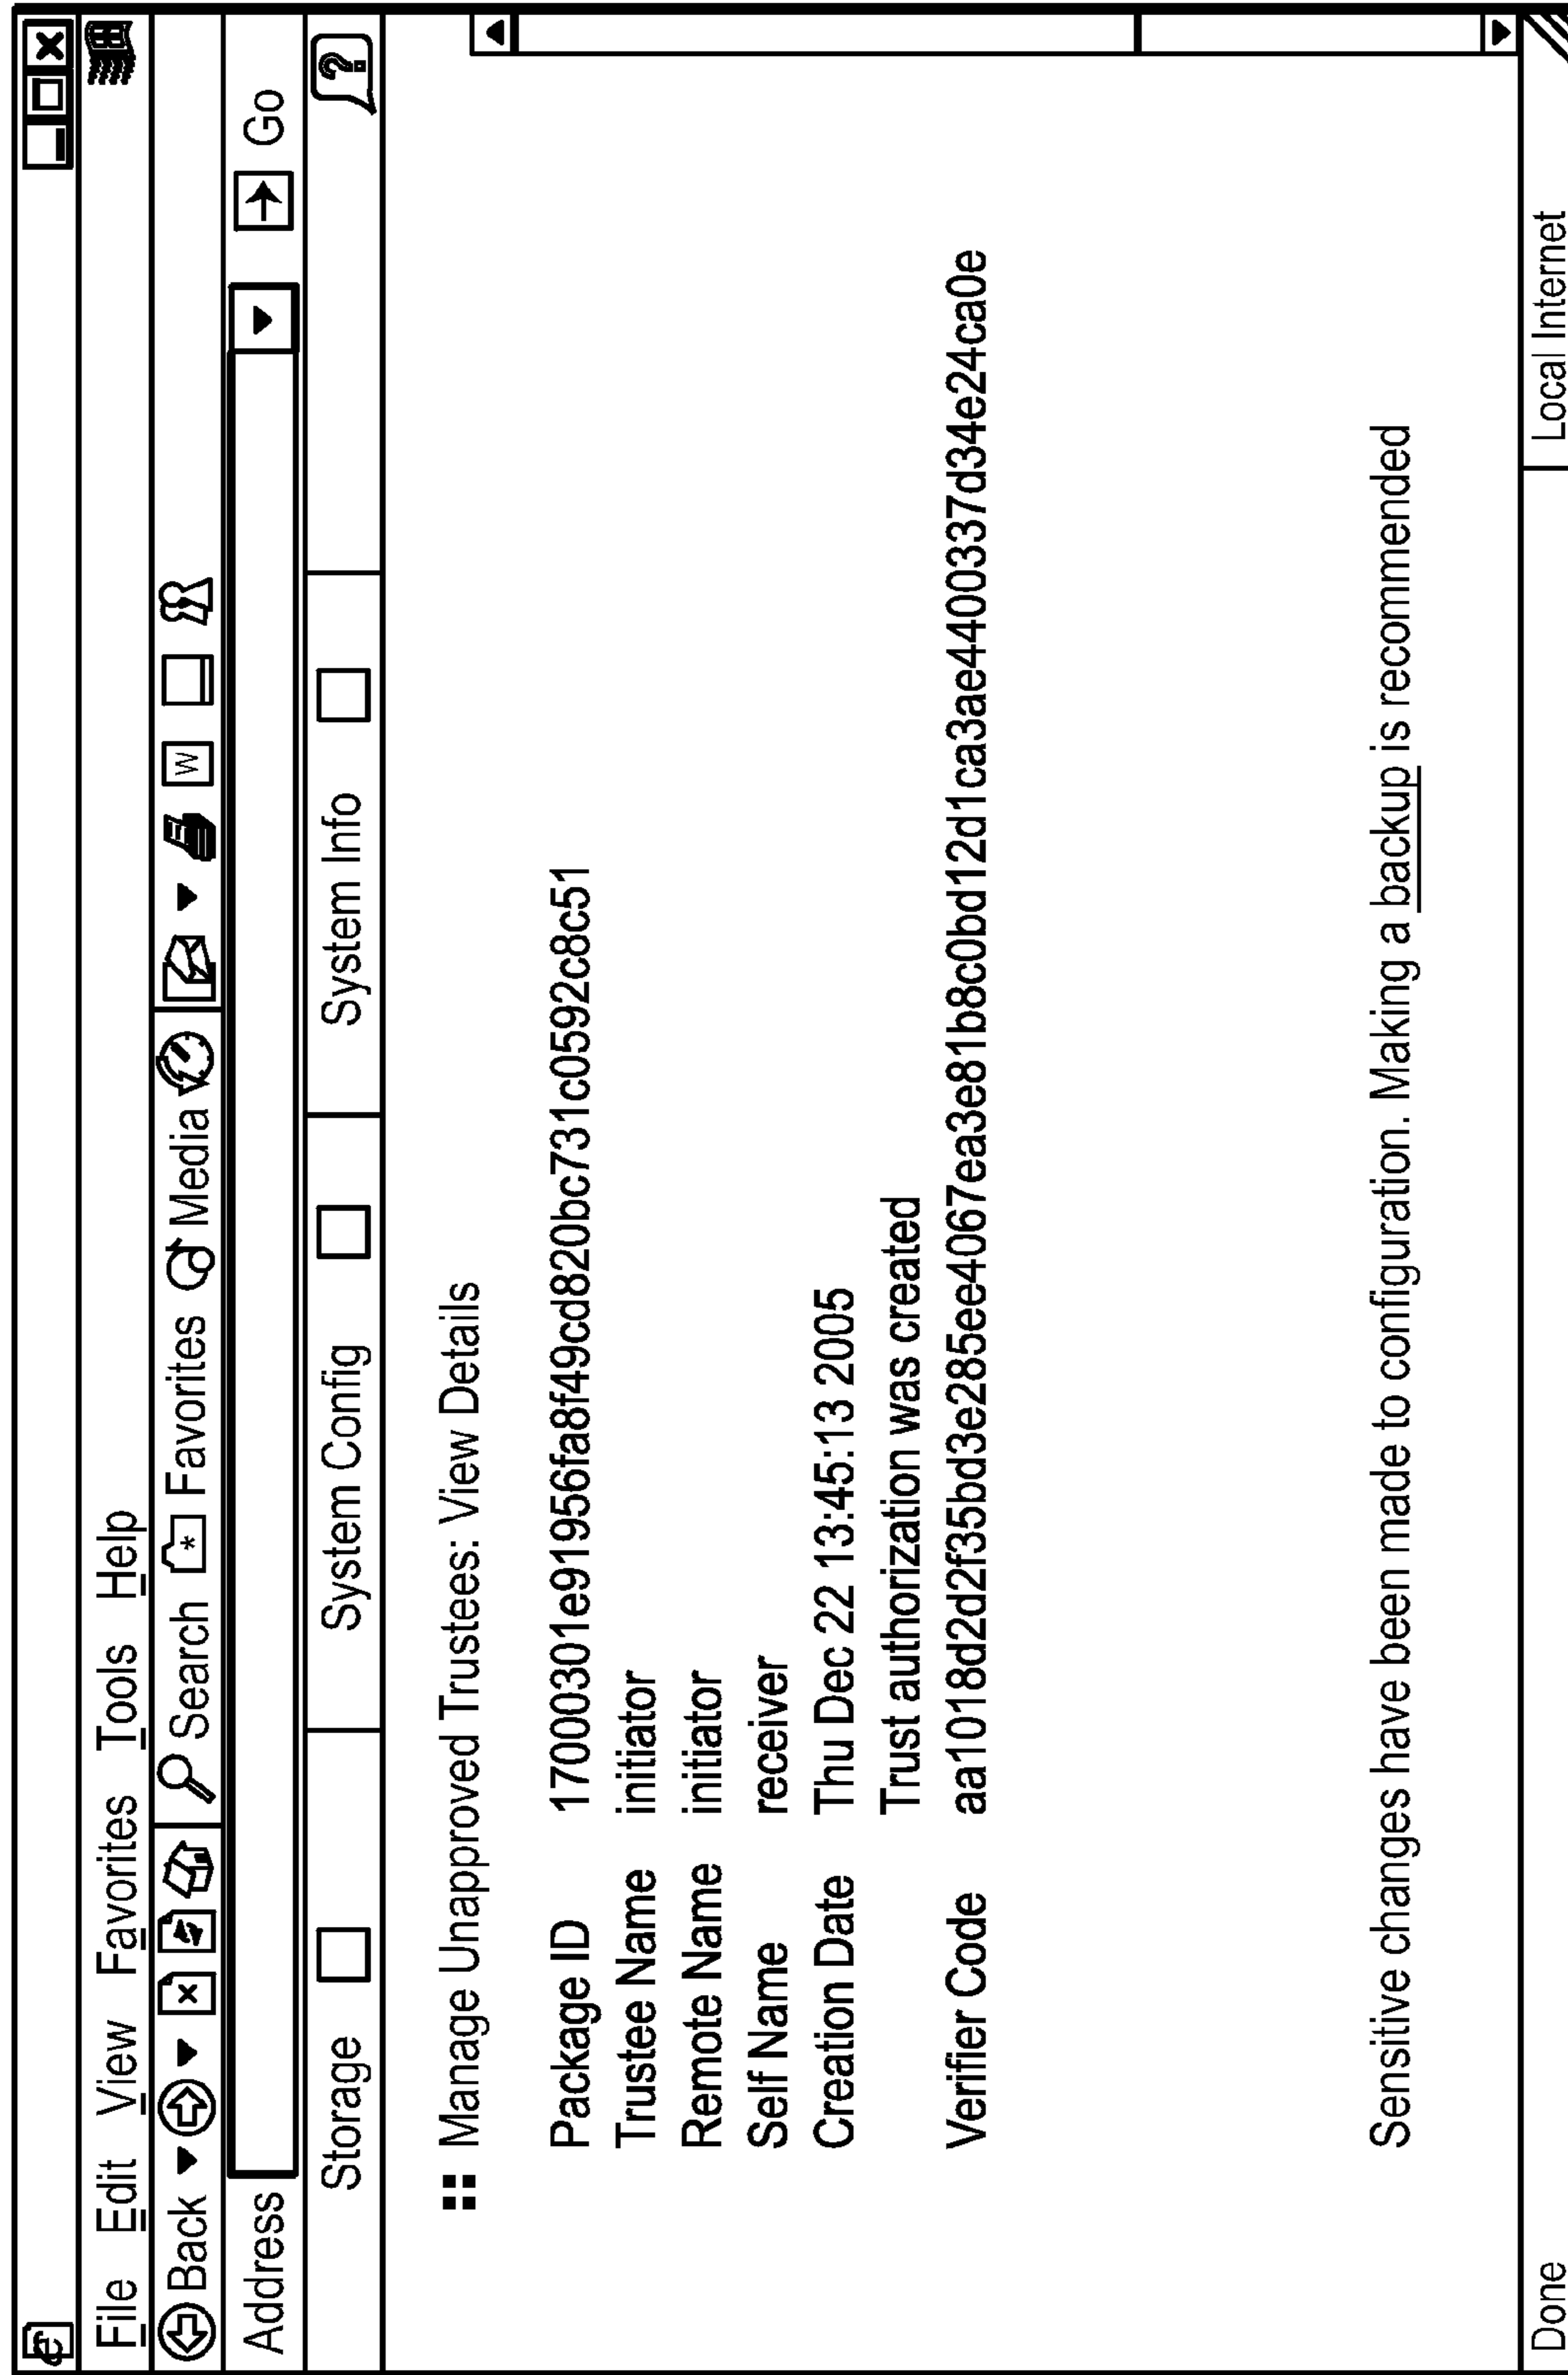 File Edit View Favorites Tools Help
Back Search Favorites Media W
Address Go
Storage System Config System Info ?
Manage Unapproved Trustees: View Details
Package ID 17000301e91956fa8f49cd820bc731c0592c8c51
Trustee Name initiator
Remote Name initiator
Self Name receiver
Creation Date Thu Dec 22 13:45:13 2005
Trust authorization was created
Verifier Code aa1018d2d2f35bd3e285ee4067ea3e81b8c0bd12d1ca3ae4400337d34e24ca0e
Sensitive changes have been made to configuration. Making a backup is recommended
Done Local Internet